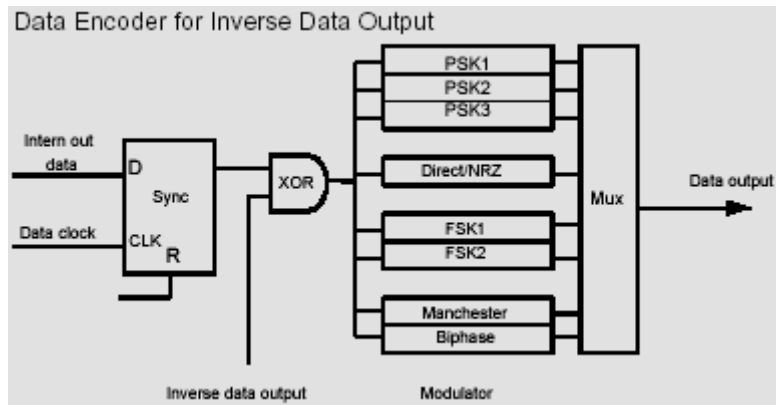 Data Encoder for Inverse Data Output
PSK1
PSK2
PSK3
Intern out
data
D
Sync
XOR
Direct/NRZ
Mux
Data output
Data clock
CLK
R
FSK1
FSK2
Manchester
Biphase
Inverse data output
Modulator